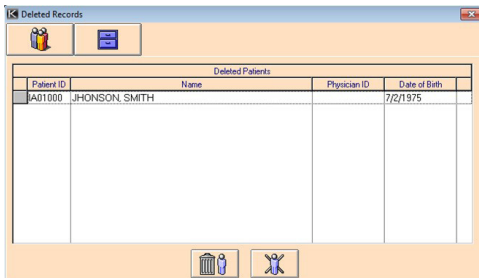 Deleted Records
Deleted Patients
Patient ID Name Physician ID Date of Birth
IA01000 JHONSON, SMITH 7/2/1975